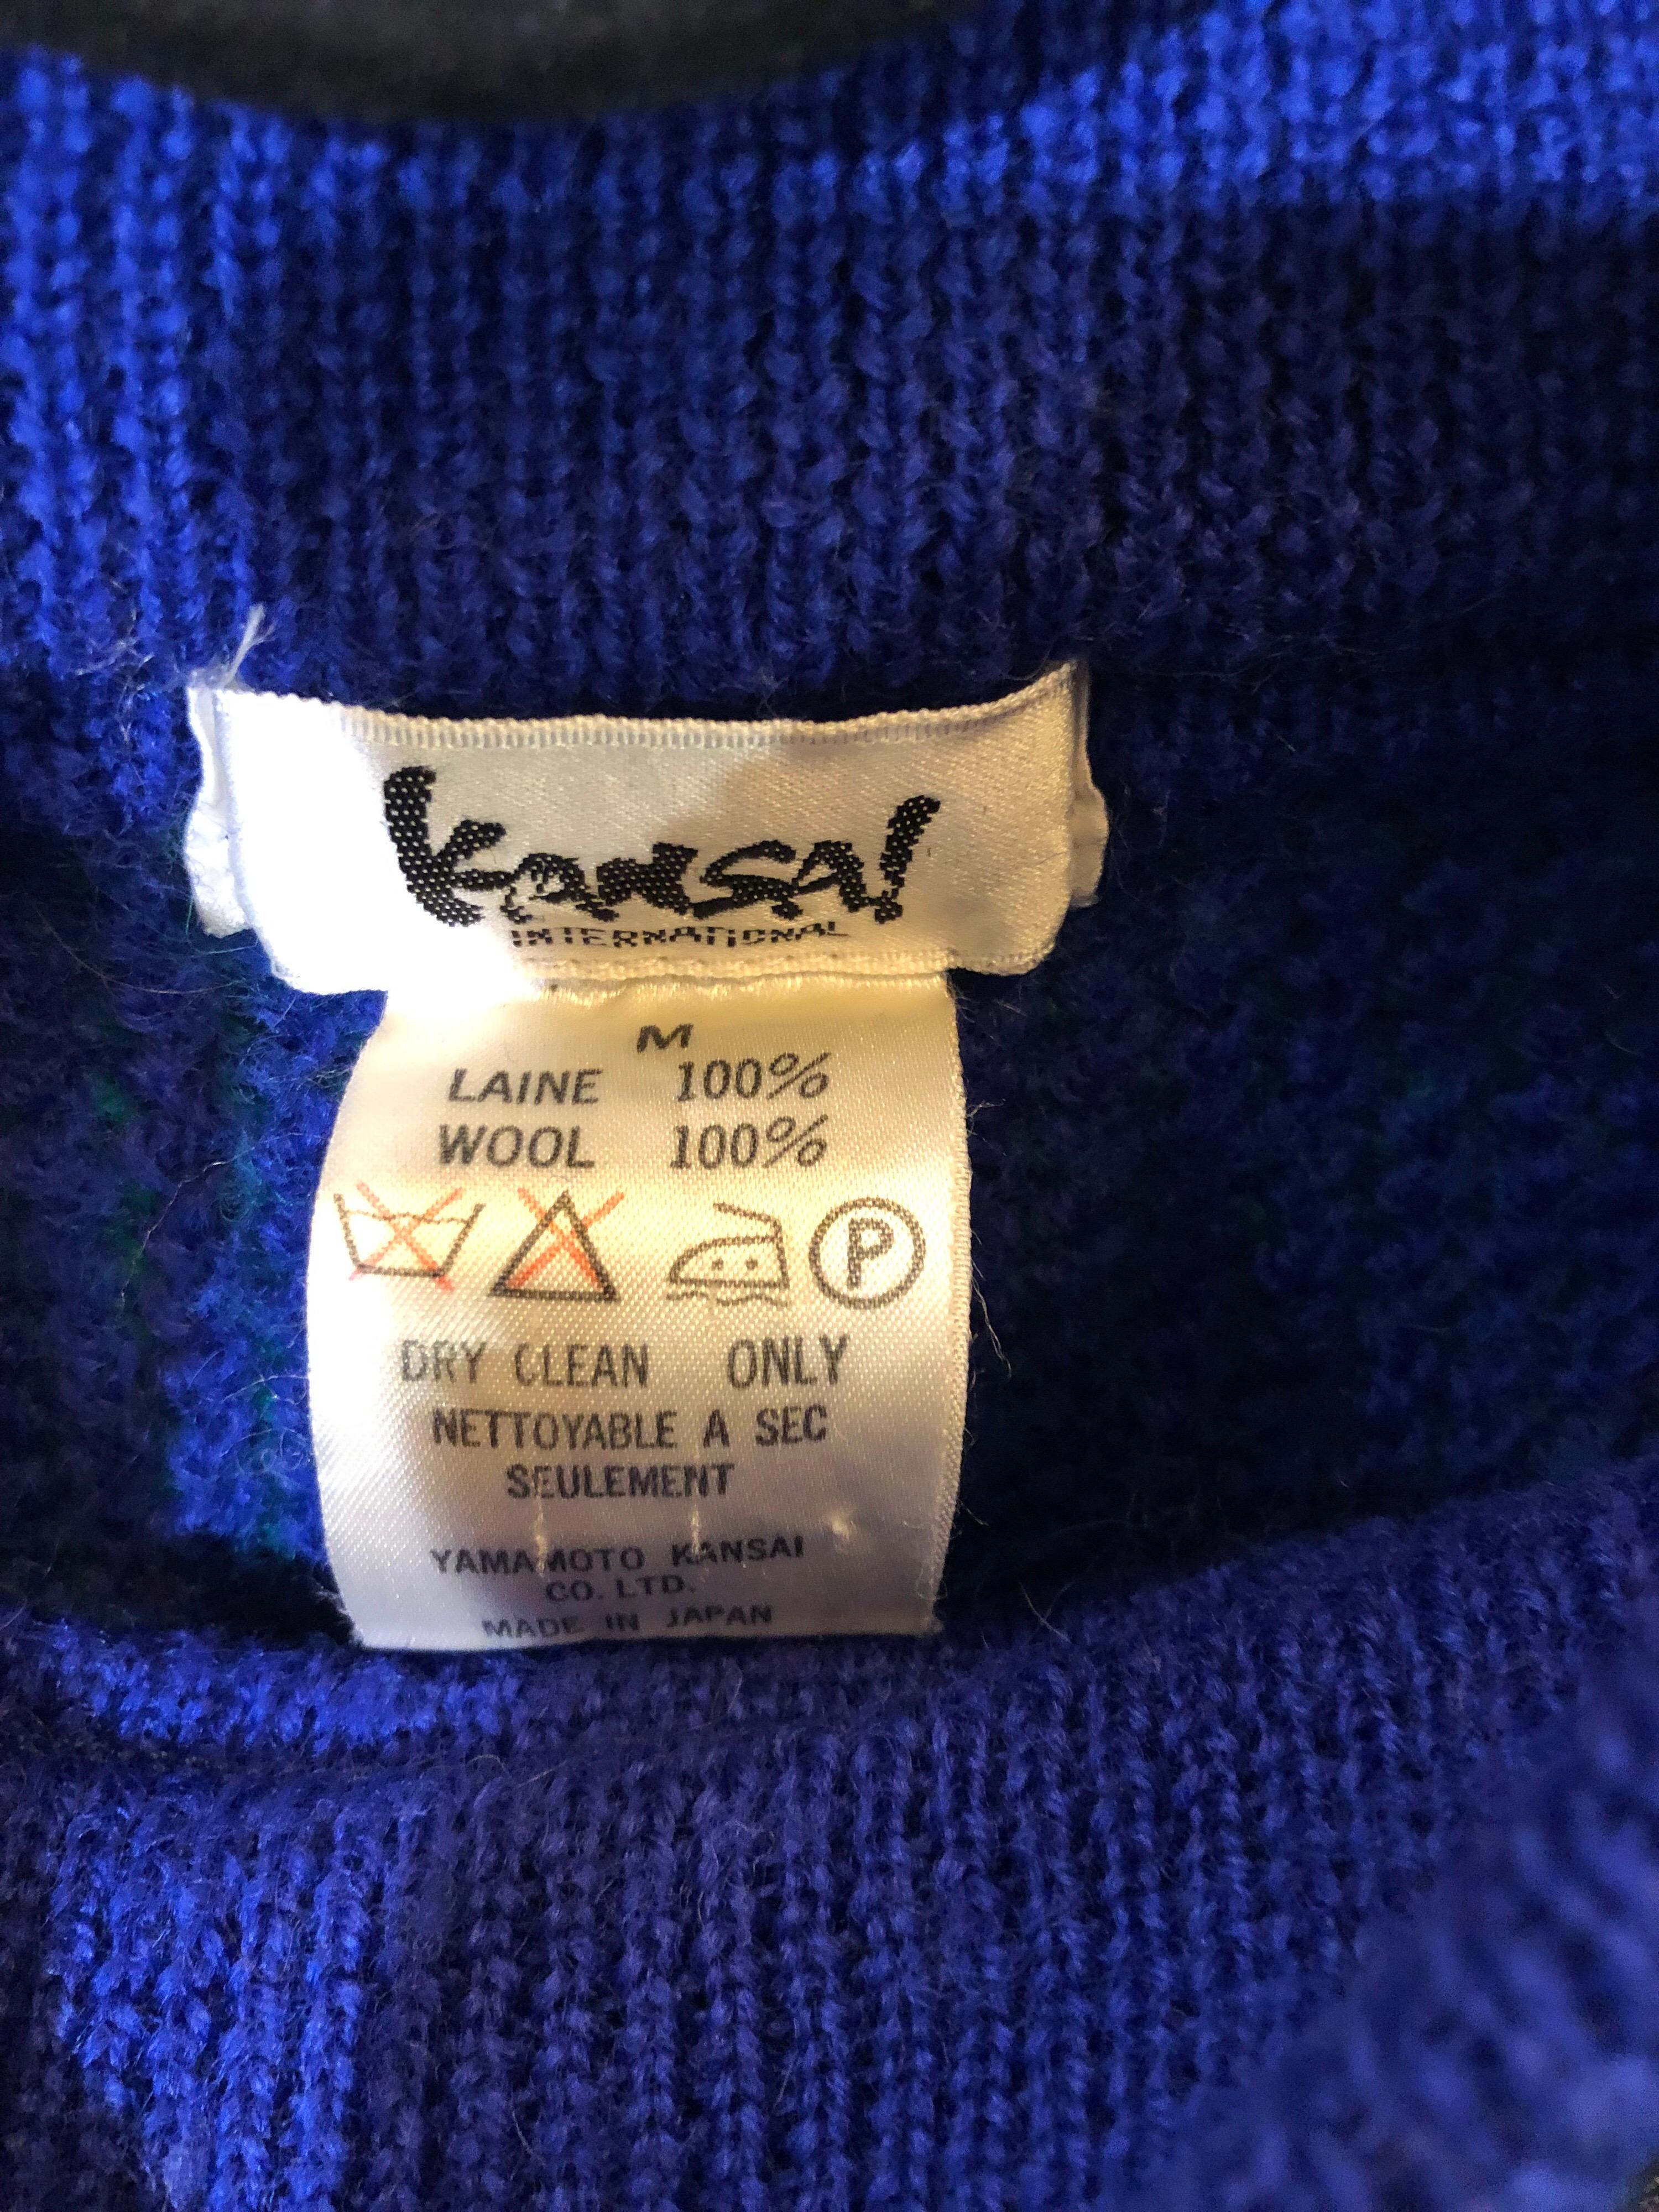 Kansai
INTERNATIONAL
M
LAINE 100%
WOOL 100%
P
DRY CLEAN ONLY
NETTOYABLE A SEC
SEULEMENT
YAMAMOTO KANSAI
CO. LTD.
MADE IN JAPAN